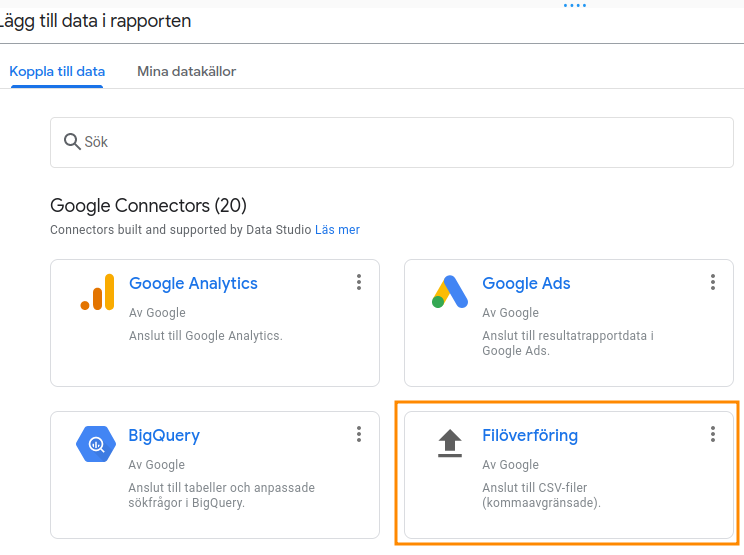 Lägg till data i rapporten
Koppla till data Mina datakällor
Sök
Google Connectors (20)
Connectors built and supported by Data Studio Läs mer
Google Analytics
Av Google
Anslut till Google Analytics.
Google Ads
Av Google
Anslut till resultatrapportdata i
Google Ads.
BigQuery
Av Google
Anslut till tabeller och anpassade
sökfrågor i BigQuery.
Filöverföring
Av Google
Anslut till CSV-filer
(kommaavgränsade).